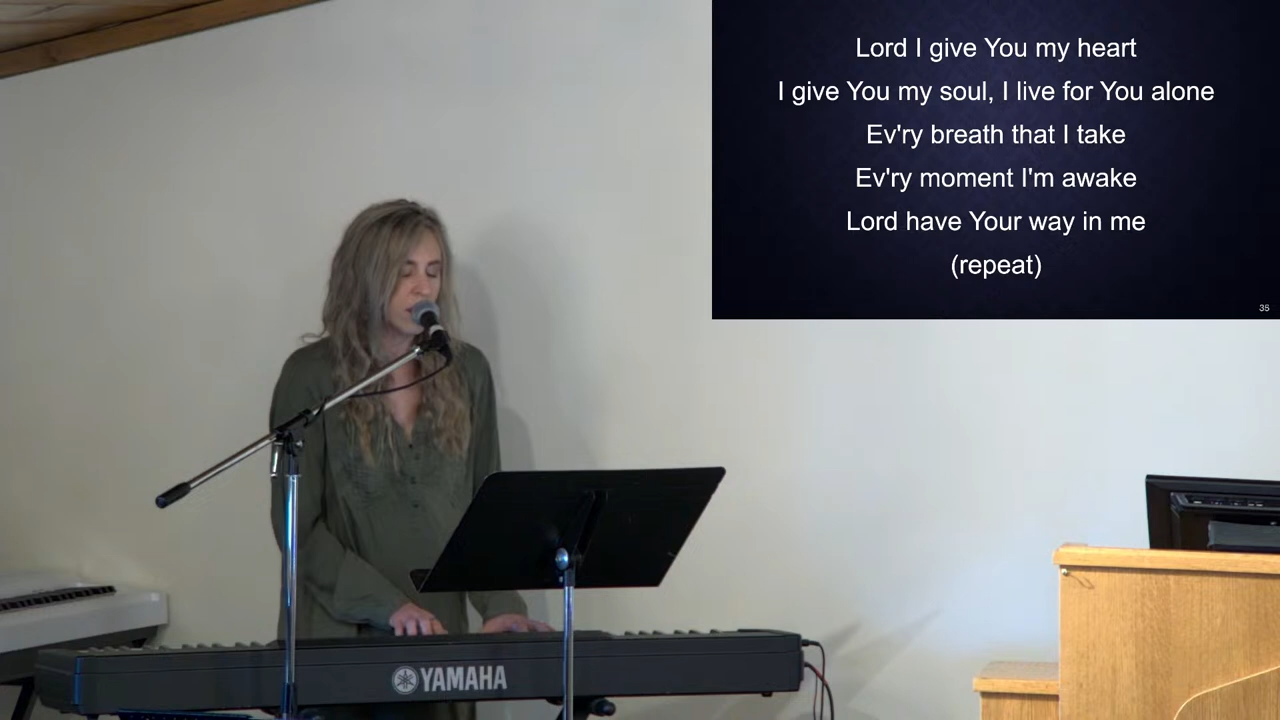 Lord I give You my heart
I give You my soul, I live for You alone
Ev'ry breath that I take
Ev'ry moment I'm awake
Lord have Your way in me
(repeat)
36
YAMAHA